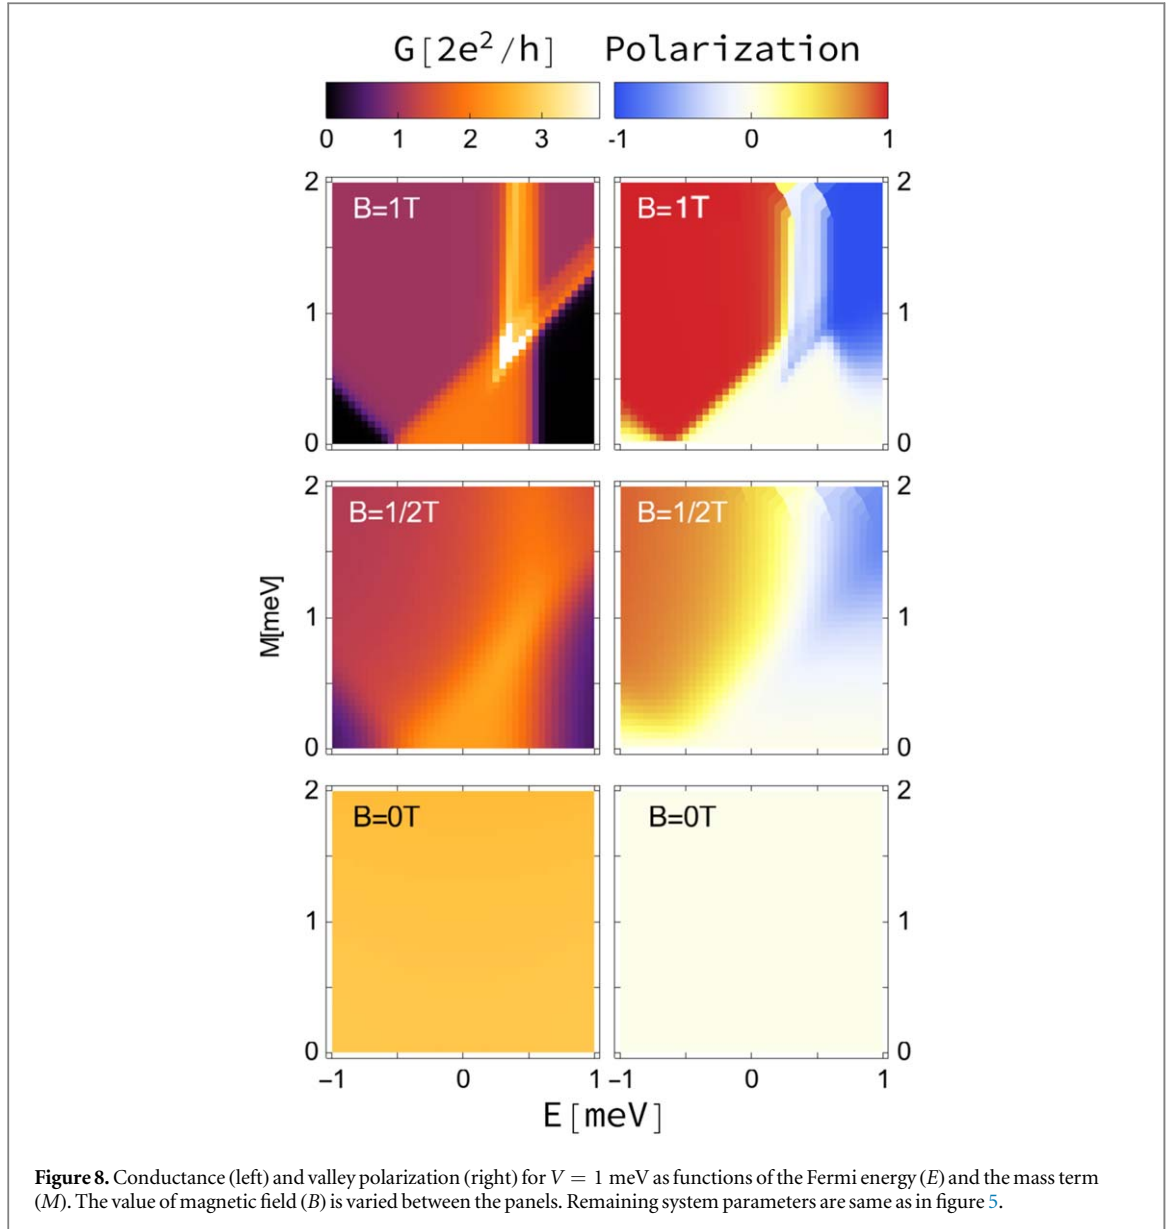 G[2e²/h] Polarization
0 1 2 3 -1 0 1
2 B=1T B=1T 2
1 1
0 0
2 B=1/2T B=1/2T 2
M[meV]
1 1
0 0
2 B=0T B=0T 2
1 1
0 0
−1 0 1 −1 0 1
E[meV]
Figure 8. Conductance (left) and valley polarization (right) for V = 1 meV as functions of the Fermi energy (E) and the mass term
(M). The value of magnetic field (B) is varied between the panels. Remaining system parameters are same as in figure 5.